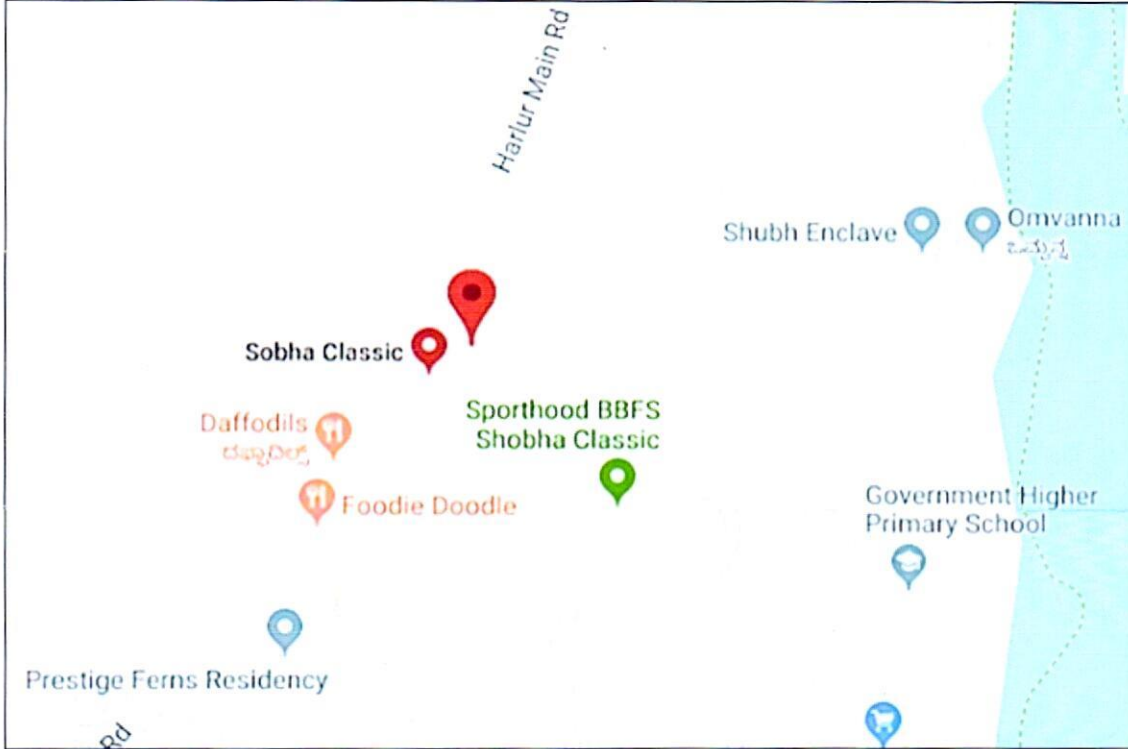 Harlur Main Rd
Shubh Enclave
Omvanna
Sobha Classic
Sporthood BBFS
Shobha Classic
Daffodils
Foodie Doodle
Government Higher
Primary School
Prestige Ferns Residency
Rd